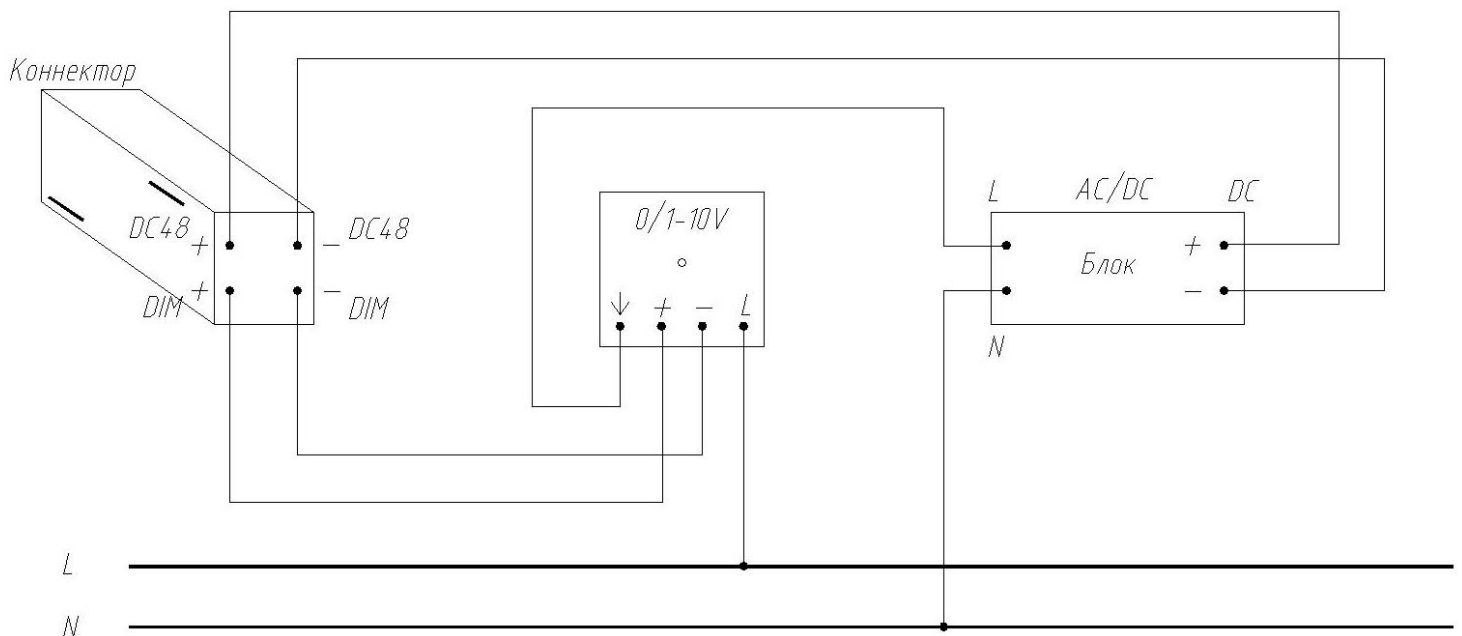 Коннектор
DC48 + − DC48
DIM + − DIM
0/1-10V
↓ + − L
L AC/DC DC
Блок +
−
N
L
N